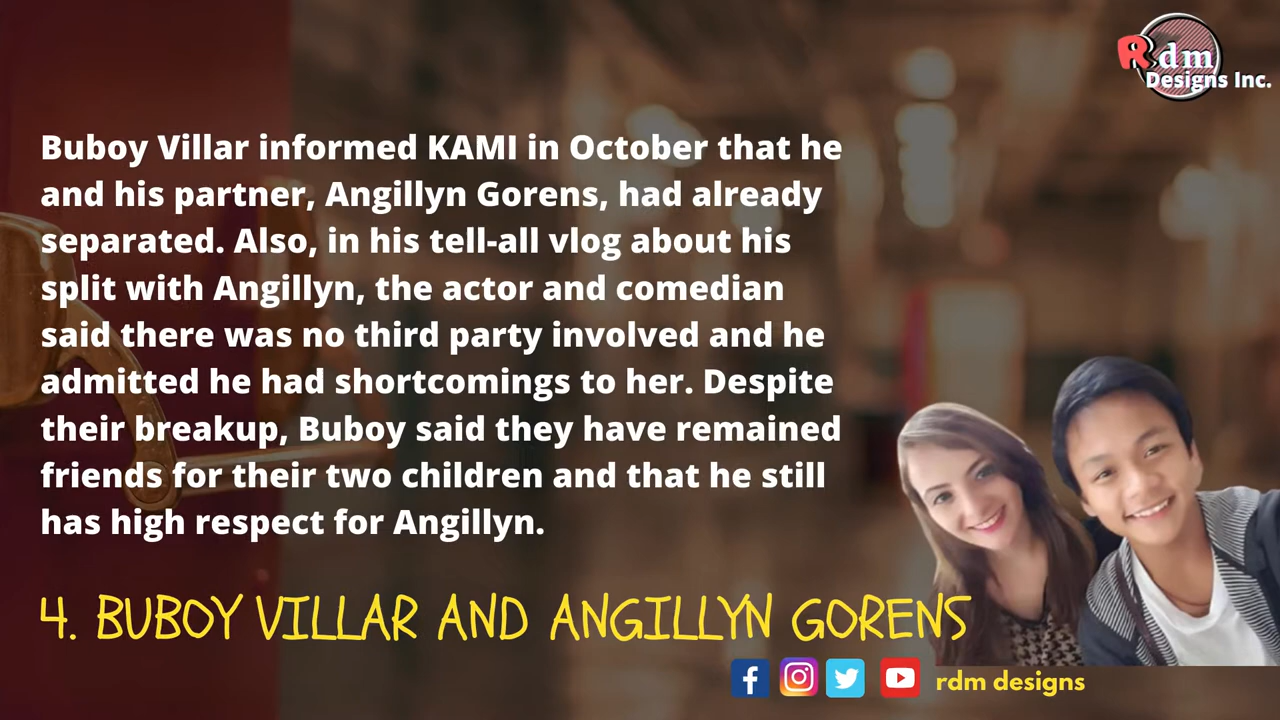 Rdm
Designs Inc.
Buboy Villar informed KAMI in October that he
and his partner, Angillyn Gorens, had already
separated. Also, in his tell-all vlog about his
split with Angillyn, the actor and comedian
said there was no third party involved and he
admitted he had shortcomings to her. Despite
their breakup, Buboy said they have remained
friends for their two children and that he still
has high respect for Angillyn.
4. BUBOY VILLAR AND ANGILLYN GORENS
rdm designs